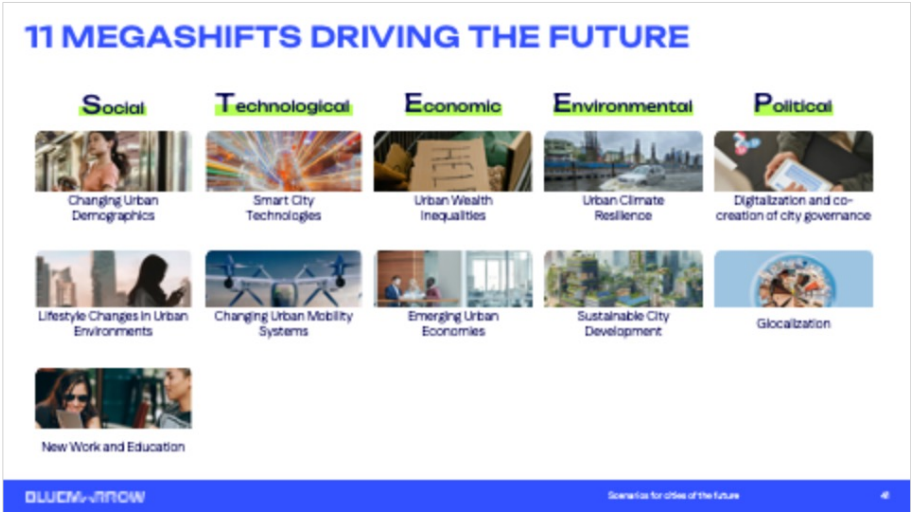 11 MEGASHIFTS DRIVING THE FUTURE
Social
Technological
Economic
Environmental
Political
Changing Urban
Demographics
Smart City
Technologies
Urban Wealth
Inequalities
Urban Climate
Resilience
Digitalization and co-
creation of city governance
Lifestyle Changes in Urban
Environments
Changing Urban Mobility
Systems
Emerging Urban
Economies
Sustainable City
Development
Glocalization
New Work and Education
Scenarios for cities of the future